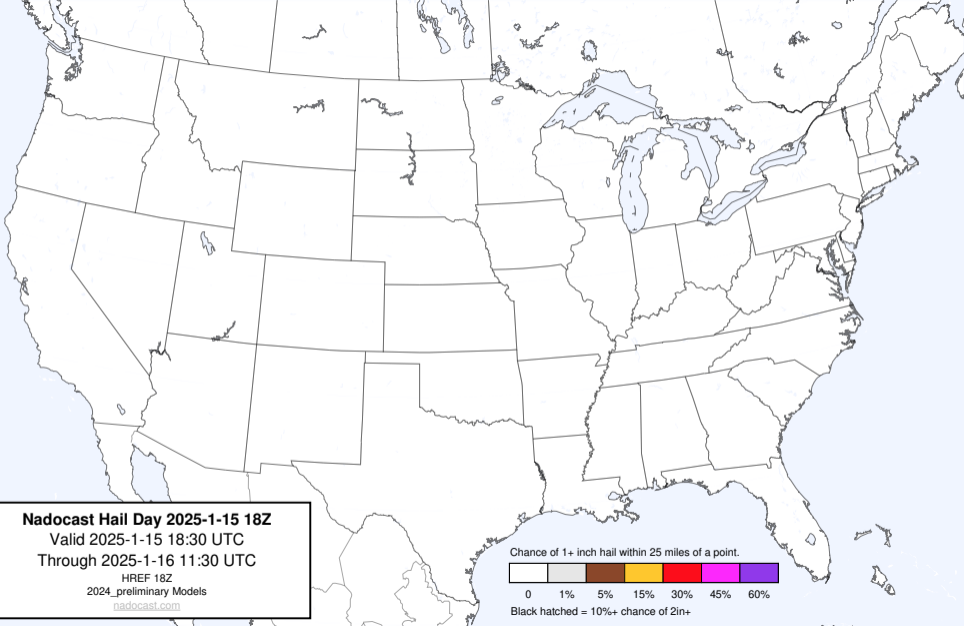 Nadocast Hail Day 2025-1-15 18Z
Valid 2025-1-15 18:30 UTC
Through 2025-1-16 11:30 UTC
HREF 18Z
2024_preliminary Models
nadocast.com
Chance of 1+ inch hail within 25 miles of a point.
0 1% 5% 15% 30% 45% 60%
Black hatched = 10%+ chance of 2in+